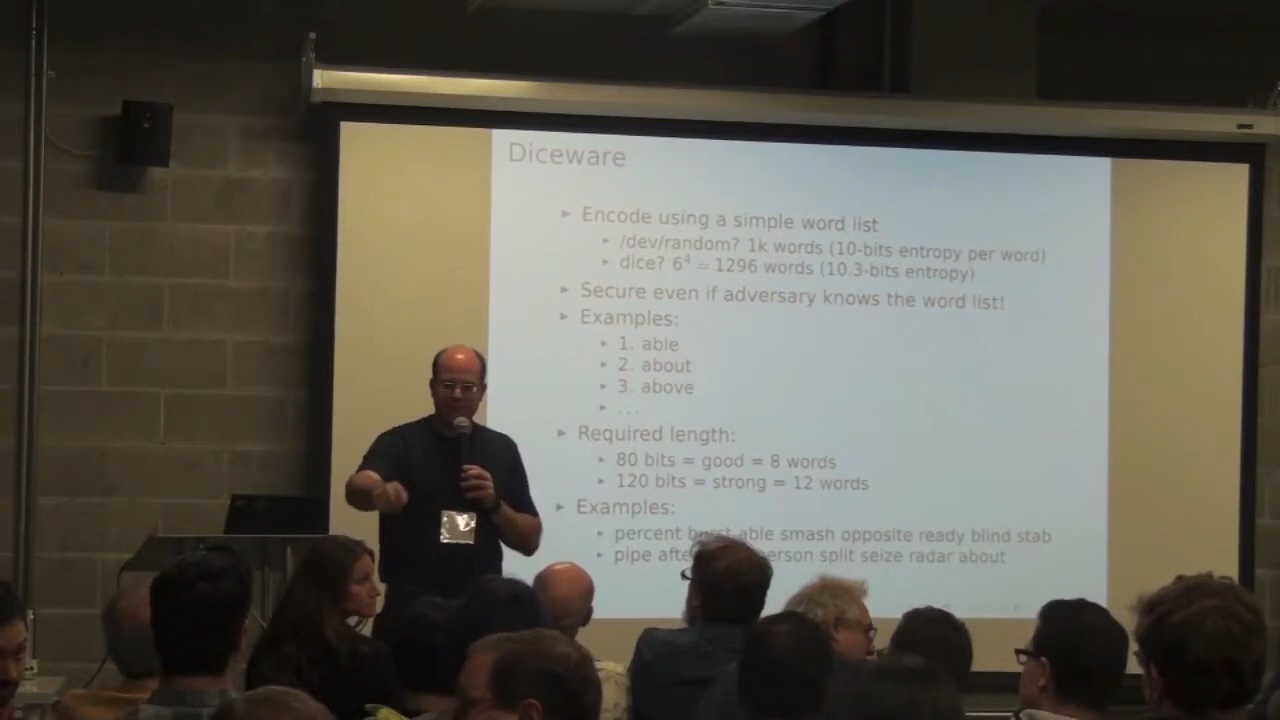 Diceware
▸ Encode using a simple word list
▸ /dev/random? 1k words (10-bits entropy per word)
▸ dice? 6⁴ = 1296 words (10.3-bits entropy)
▸ Secure even if adversary knows the word list!
▸ Examples:
▸ 1. able
▸ 2. about
▸ 3. above
▸ ...
▸ Required length:
▸ 80 bits = good = 8 words
▸ 120 bits = strong = 12 words
▸ Examples:
▸ percent burst able smash opposite ready blind stab
▸ pipe person split seize radar about